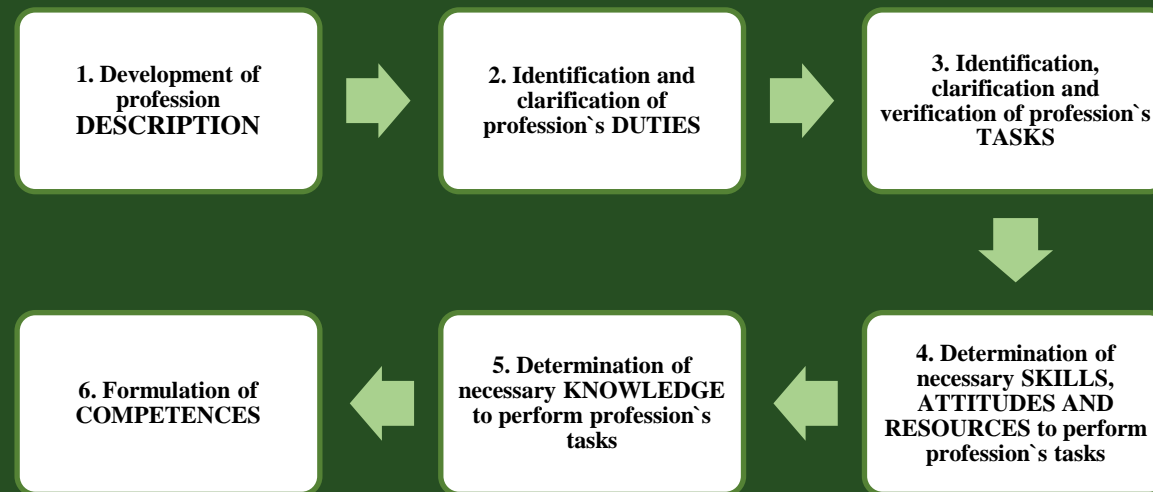 1. Development of
profession
DESCRIPTION
2. Identification and
clarification of
profession`s DUTIES
3. Identification,
clarification and
verification of profession`s
TASKS
4. Determination of
necessary SKILLS,
ATTITUDES AND
RESOURCES to perform
profession`s tasks
5. Determination of
necessary KNOWLEDGE
to perform profession`s
tasks
6. Formulation of
COMPETENCES